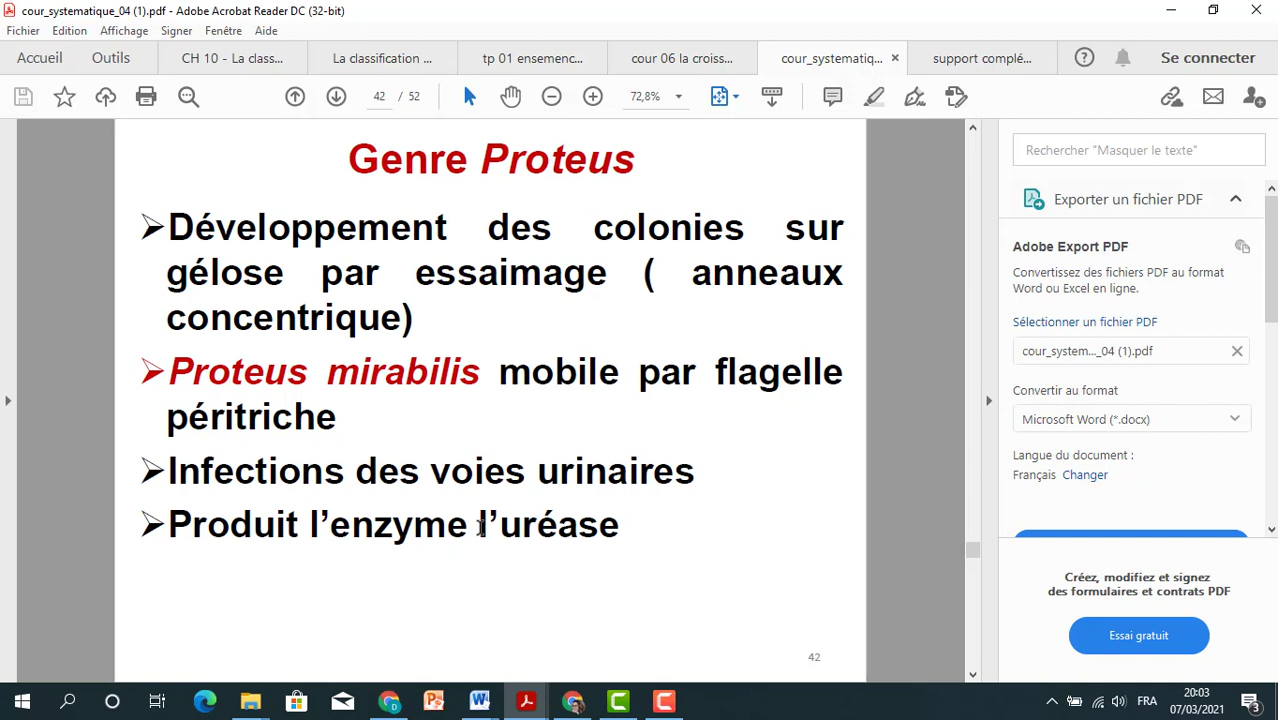 cour_systematique_04 (1).pdf - Adobe Acrobat Reader DC (32-bit)
Fichier Edition Affichage Signer Fenêtre Aide
Accueil Outils CH 10 - La class... La classification ... tp 01 ensemenc... cour 06 la croiss... cour_systematiq... × support complé... Se connecter
42 / 52 72,8%
Genre Proteus
➢Développement des colonies sur
gélose par essaimage ( anneaux
concentrique)
➢Proteus mirabilis mobile par flagelle
péritriche
➢Infections des voies urinaires
➢Produit l’enzyme l’uréase
42
Rechercher "Masquer le texte"
Exporter un fichier PDF
Adobe Export PDF
Convertissez des fichiers PDF au format
Word ou Excel en ligne.
Sélectionner un fichier PDF
cour_system..._04 (1).pdf
Convertir au format
Microsoft Word (*.docx)
Langue du document :
Français Changer
Créez, modifiez et signez
des formulaires et contrats PDF
Essai gratuit
FRA
20:03
07/03/2021
3